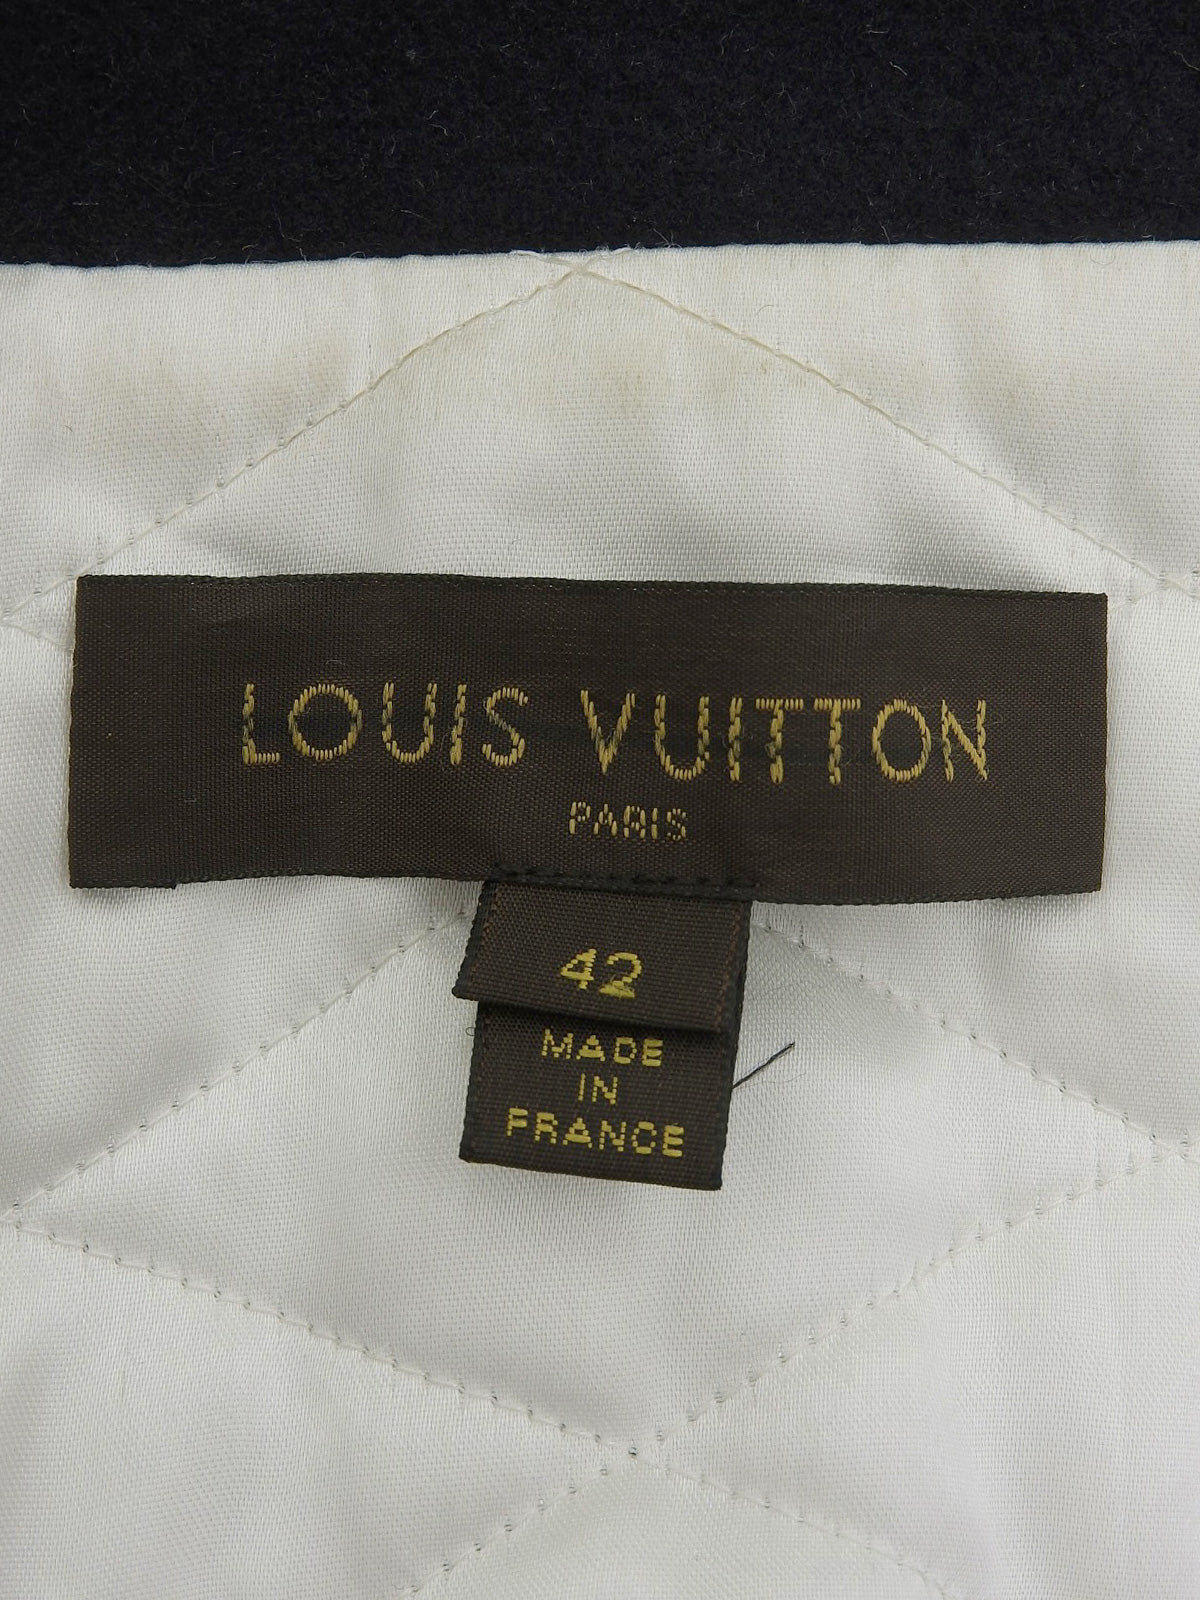 LOUIS VUITTON
PARIS
42
MADE
IN
FRANCE